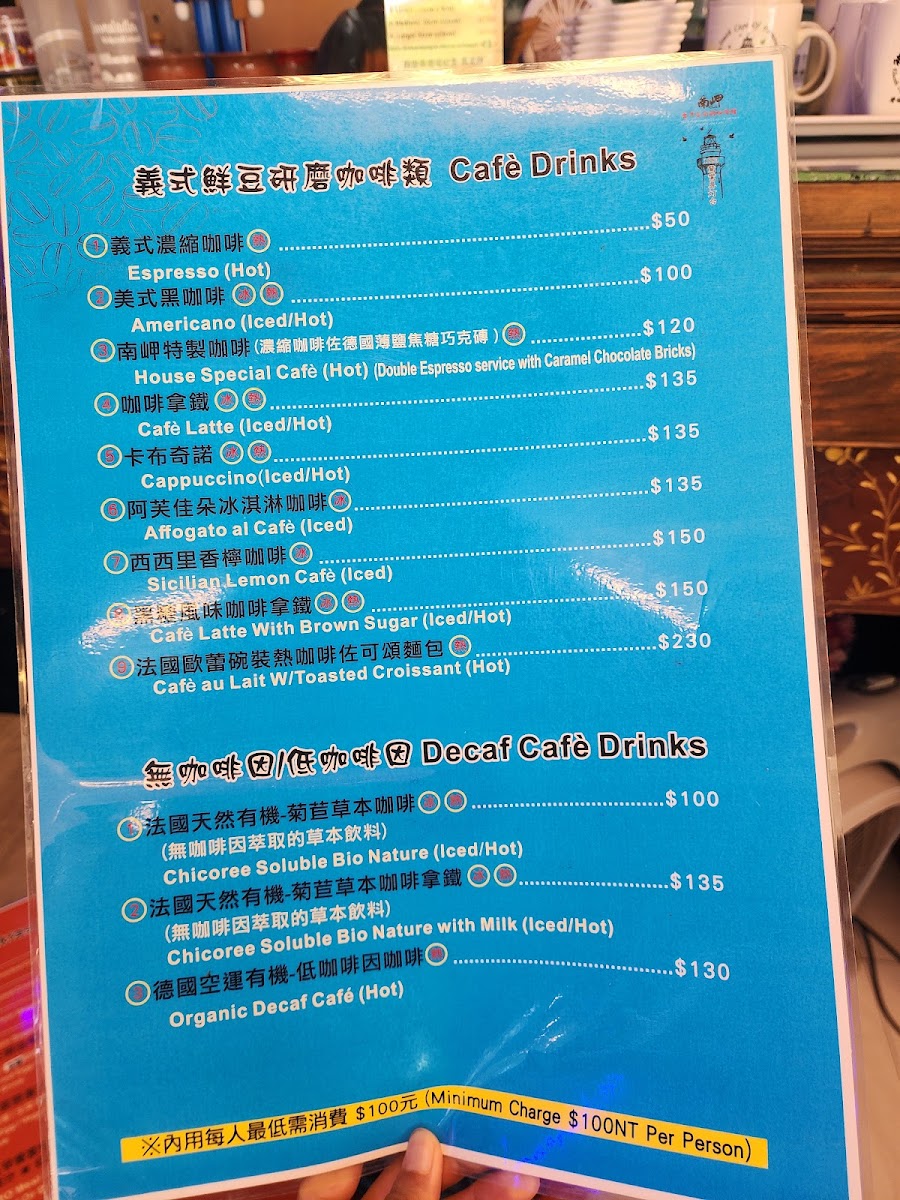 南岬
義式鮮豆研磨咖啡類 Cafè Drinks
1 義式濃縮咖啡 熱 $50
Espresso (Hot)
2 美式黑咖啡 冰 熱 $100
Americano (Iced/Hot)
3 南岬特製咖啡(濃縮咖啡佐德國薄鹽焦糖巧克磚) 熱 $120
House Special Cafè (Hot) (Double Espresso service with Caramel Chocolate Bricks)
4 咖啡拿鐵 冰 熱 $135
Cafè Latte (Iced/Hot)
5 卡布奇諾 冰 熱 $135
Cappuccino(Iced/Hot)
6 阿芙佳朵冰淇淋咖啡 冰 $135
Affogato al Cafè (Iced)
7 西西里香檸咖啡 冰 $150
Sicilian Lemon Cafè (Iced)
8 黑糖風味咖啡拿鐵 冰 熱 $150
Cafè Latte With Brown Sugar (Iced/Hot)
9 法國歐蕾碗裝熱咖啡佐可頌麵包 熱 $230
Cafè au Lait W/Toasted Croissant (Hot)
無咖啡因/低咖啡因 Decaf Cafè Drinks
1 法國天然有機-菊苣草本咖啡 冰 熱 $100
(無咖啡因萃取的草本飲料)
Chicoree Soluble Bio Nature (Iced/Hot)
2 法國天然有機-菊苣草本咖啡拿鐵 冰 熱 $135
(無咖啡因萃取的草本飲料)
Chicoree Soluble Bio Nature with Milk (Iced/Hot)
3 德國空運有機-低咖啡因咖啡 熱 $130
Organic Decaf Café (Hot)
※內用每人最低需消費 $100元 (Minimum Charge $100NT Per Person)